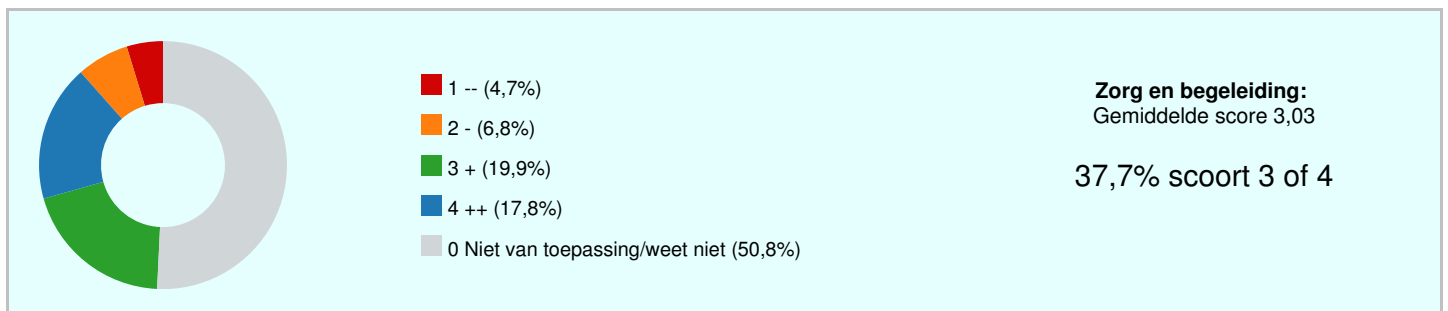 1 -- (4,7%)
2 - (6,8%)
3 + (19,9%)
4 ++ (17,8%)
0 Niet van toepassing/weet niet (50,8%)
Zorg en begeleiding:
Gemiddelde score 3,03
37,7% scoort 3 of 4